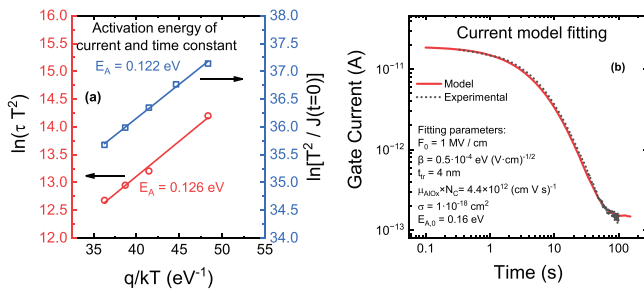 Activation energy of
current and time constant
E_A = 0.122 eV
(a)
E_A = 0.126 eV
ln(τ T²)
15.0
14.5
14.0
13.5
13.0
12.5
12.0
38.0
37.5
37.0
36.5
36.0
35.5
35.0
34.5
34.0
ln[T² / J(t=0)]
35
40
45
50
55
q/kT (eV⁻¹)
Current model fitting
(b)
Model
Experimental
Fitting parameters:
F₀ = 1 MV / cm
β = 0.5·10⁻⁴ eV (V·cm)⁻¹/²
t_tr = 4 nm
μ_AlOx×N_C= 4.4×10¹² (cm V s)⁻¹
σ = 1·10⁻¹⁸ cm²
E_A,0 = 0.16 eV
Gate Current (A)
10⁻¹¹
10⁻¹²
10⁻¹³
0.1
1
10
100
Time (s)